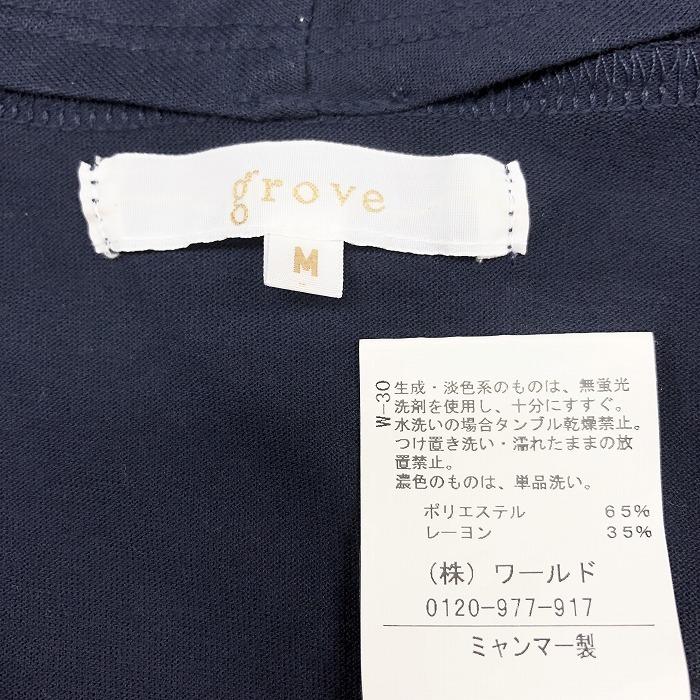 grove
M
W-30
生成・淡色系のものは、無蛍光
洗剤を使用し、十分にすすぐ。
水洗いの場合タンブル乾燥禁止。
つけ置き洗い・濡れたままの放
置禁止。
濃色のものは、単品洗い。
ポリエステル 65%
レーヨン 35%
(株) ワールド
0120-977-917
ミャンマー製